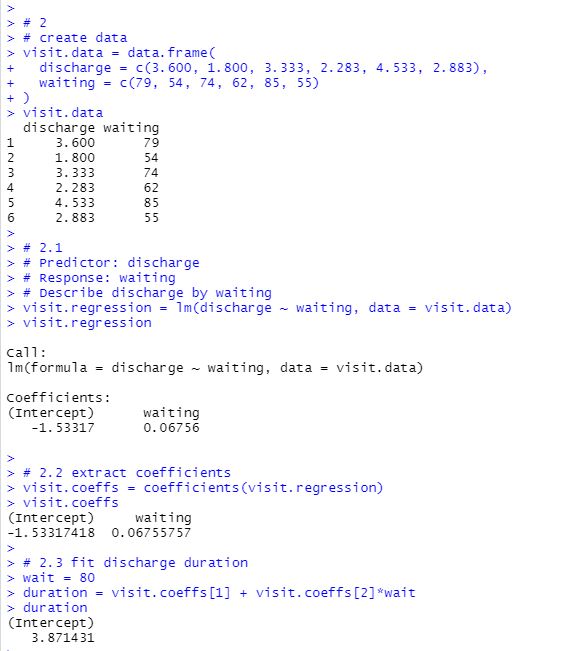 >
> # 2
> # create data
> visit.data = data.frame(
+   discharge = c(3.600, 1.800, 3.333, 2.283, 4.533, 2.883),
+   waiting = c(79, 54, 74, 62, 85, 55)
+ )
> visit.data
  discharge waiting
1     3.600      79
2     1.800      54
3     3.333      74
4     2.283      62
5     4.533      85
6     2.883      55
>
> # 2.1
> # Predictor: discharge
> # Response: waiting
> # Describe discharge by waiting
> visit.regression = lm(discharge ~ waiting, data = visit.data)
> visit.regression
Call:
lm(formula = discharge ~ waiting, data = visit.data)
Coefficients:
(Intercept)      waiting
   -1.53317      0.06756
>
> # 2.2 extract coefficients
> visit.coeffs = coefficients(visit.regression)
> visit.coeffs
(Intercept)     waiting
-1.53317418  0.06755757
>
> # 2.3 fit discharge duration
> wait = 80
> duration = visit.coeffs[1] + visit.coeffs[2]*wait
> duration
(Intercept)
   3.871431